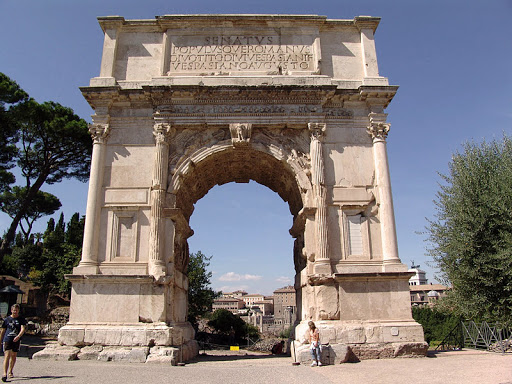 SENATVS
POPVLVSQVE·ROMANVS
DIVO·TITO·DIVI·VESPASIANI·F
VESPASIANO·AVGVSTO